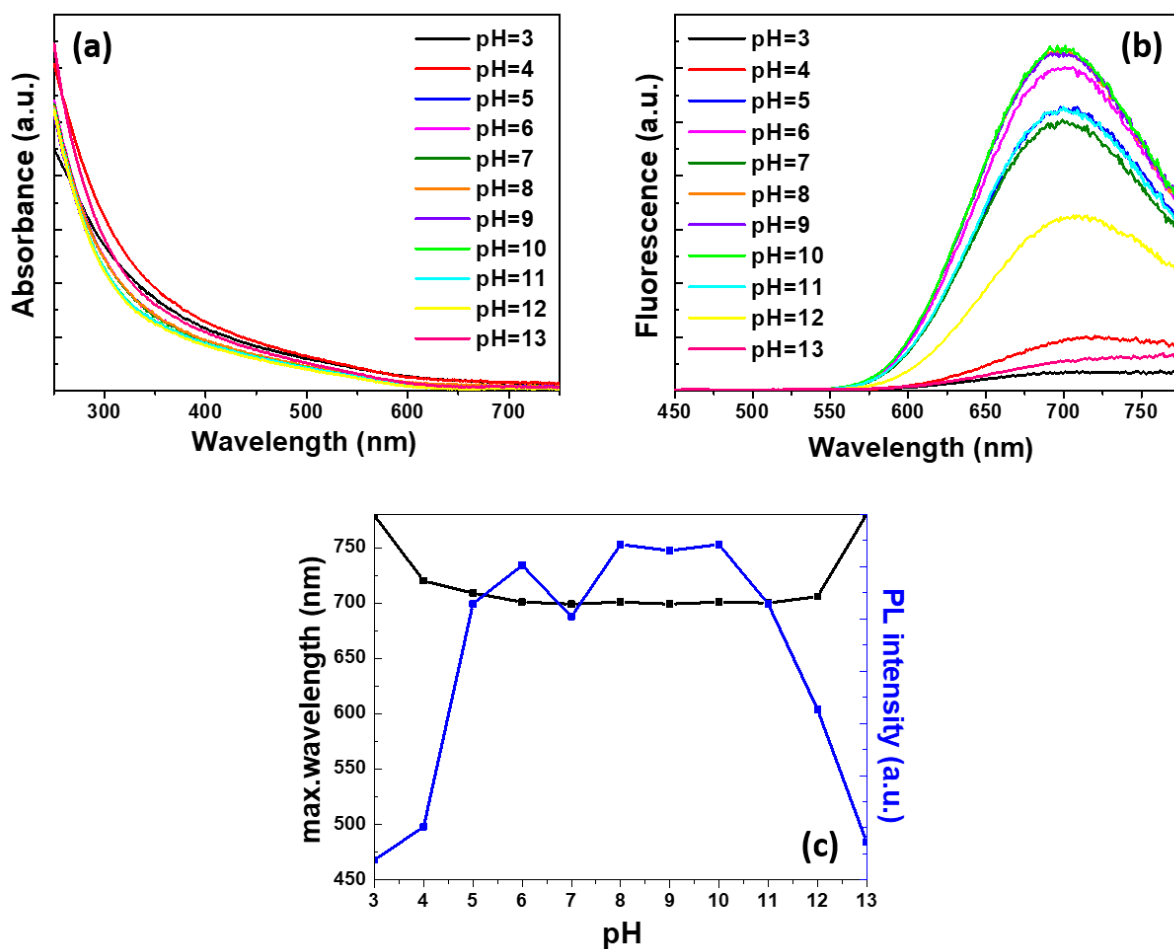 (a)
Absorbance (a.u.)
pH=3
pH=4
pH=5
pH=6
pH=7
pH=8
pH=9
pH=10
pH=11
pH=12
pH=13
300
400
500
600
700
Wavelength (nm)
(b)
Fluorescence (a.u.)
pH=3
pH=4
pH=5
pH=6
pH=7
pH=8
pH=9
pH=10
pH=11
pH=12
pH=13
450
500
550
600
650
700
750
Wavelength (nm)
max.wavelength (nm)
750
700
650
600
550
500
450
3
4
5
6
7
8
9
10
11
12
13
pH
PL intensity (a.u.)
(c)